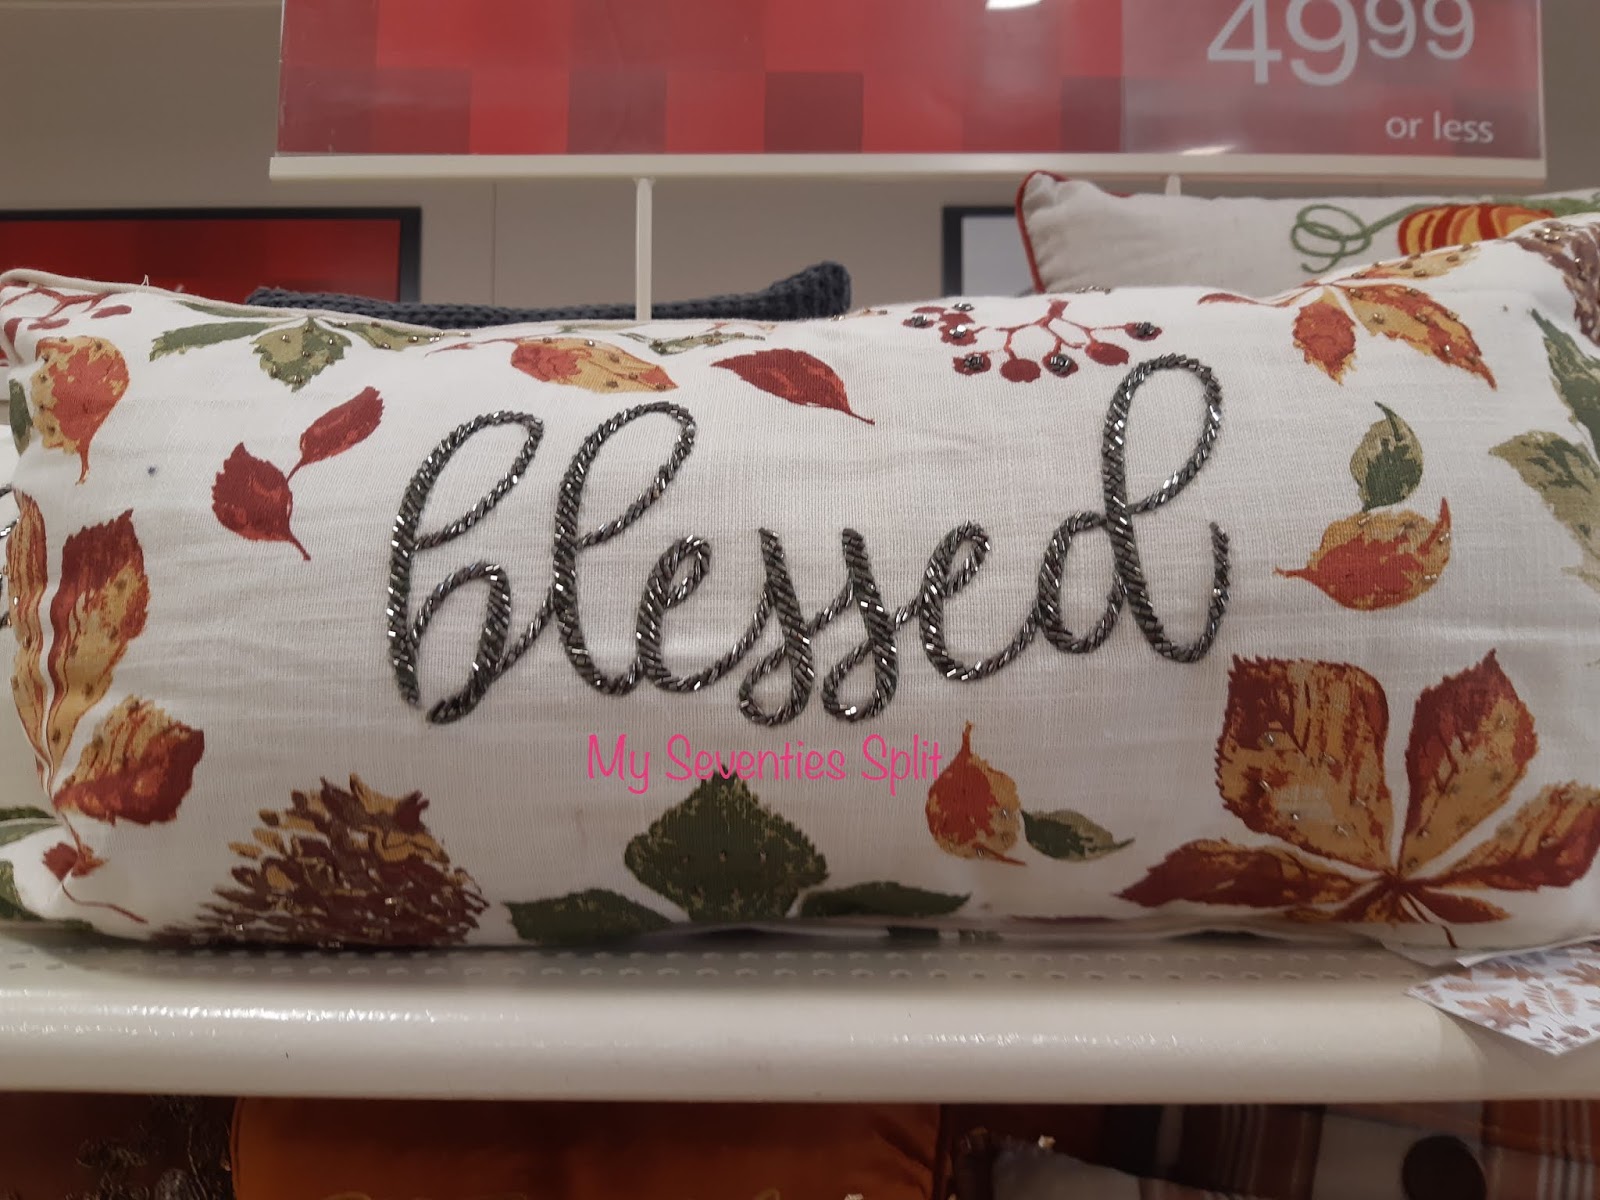 49.99
or less
blessed
My Seventies Split